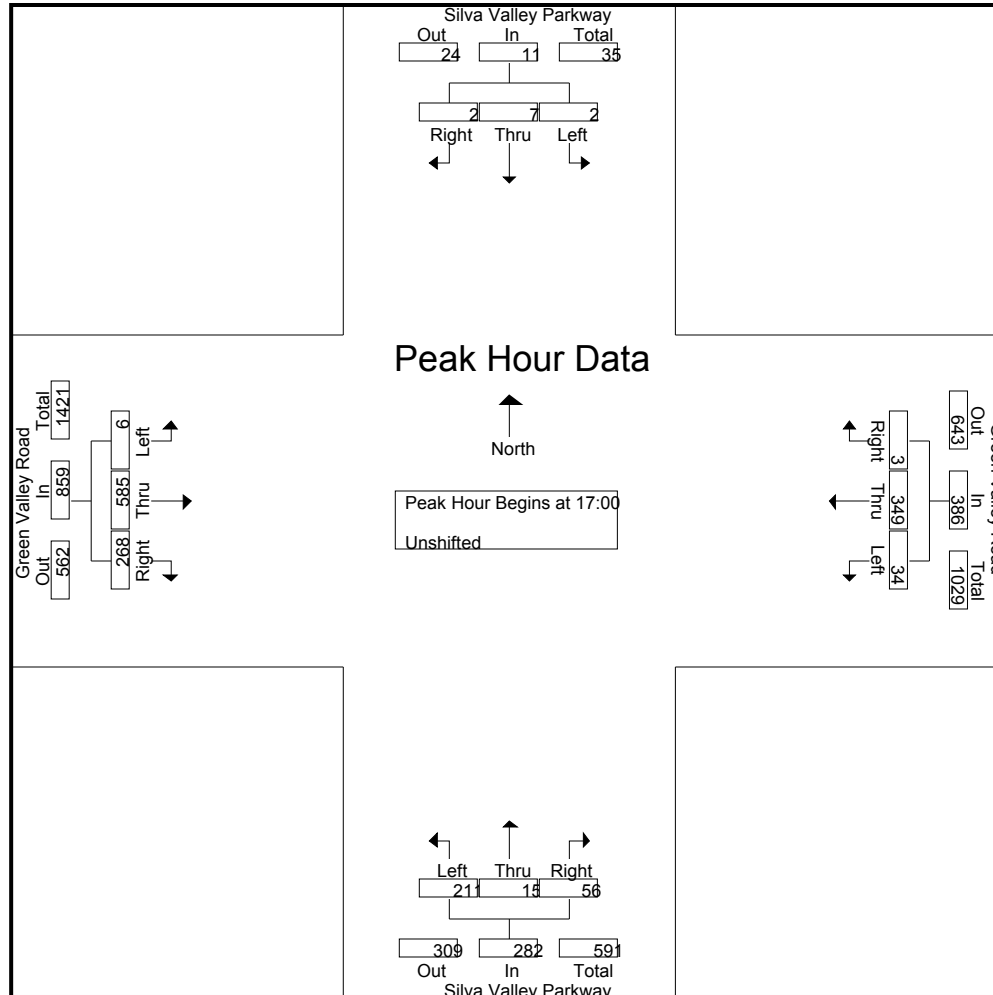 Silva Valley Parkway
Out In Total
24 11 35
2 7 2
Right Thru Left
Peak Hour Data
North
Peak Hour Begins at 17:00
Unshifted
Green Valley Road
Total In Out
1421 859 562
6 585 268
Left Thru Right
Right Thru Left
3 349 34
Out In Total
643 386 1029
Green Valley Road
Left Thru Right
211 15 56
309 282 591
Out In Total
Silva Valley Parkway